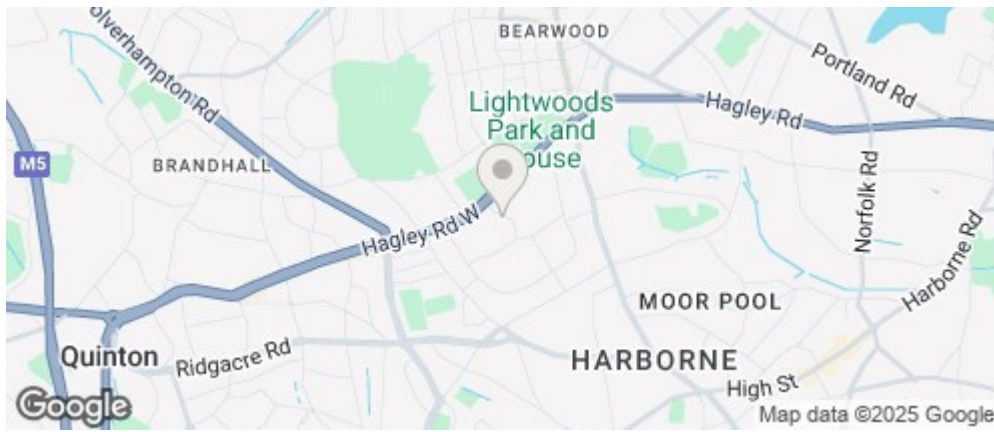 BEARWOOD
Wolverhampton Rd
Portland Rd
Lightwoods
Park and
House
Hagley Rd
M5
BRANDHALL
Norfolk Rd
Hagley Rd W
Harborne Rd
MOOR POOL
Quinton
Ridgacre Rd
HARBORNE
High St
Google
Map data ©2025 Google